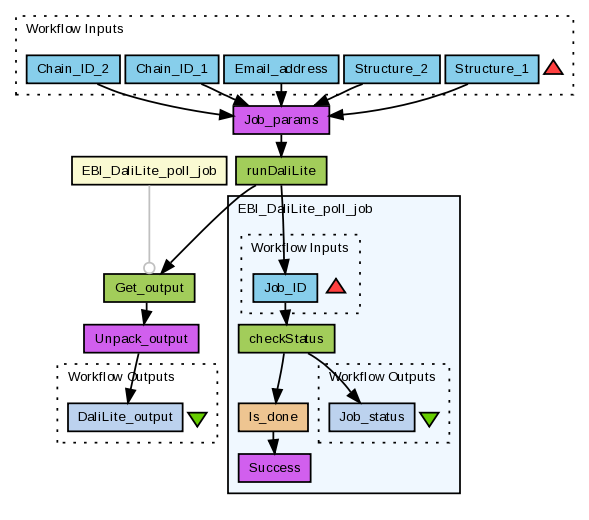 Workflow Inputs
Chain_ID_2 Chain_ID_1 Email_address Structure_2 Structure_1
Job_params
EBI_DaliLite_poll_job runDaliLite
EBI_DaliLite_poll_job
Workflow Inputs
Get_output Job_ID
Unpack_output checkStatus
Workflow Outputs Workflow Outputs
DaliLite_output Is_done Job_status
Success